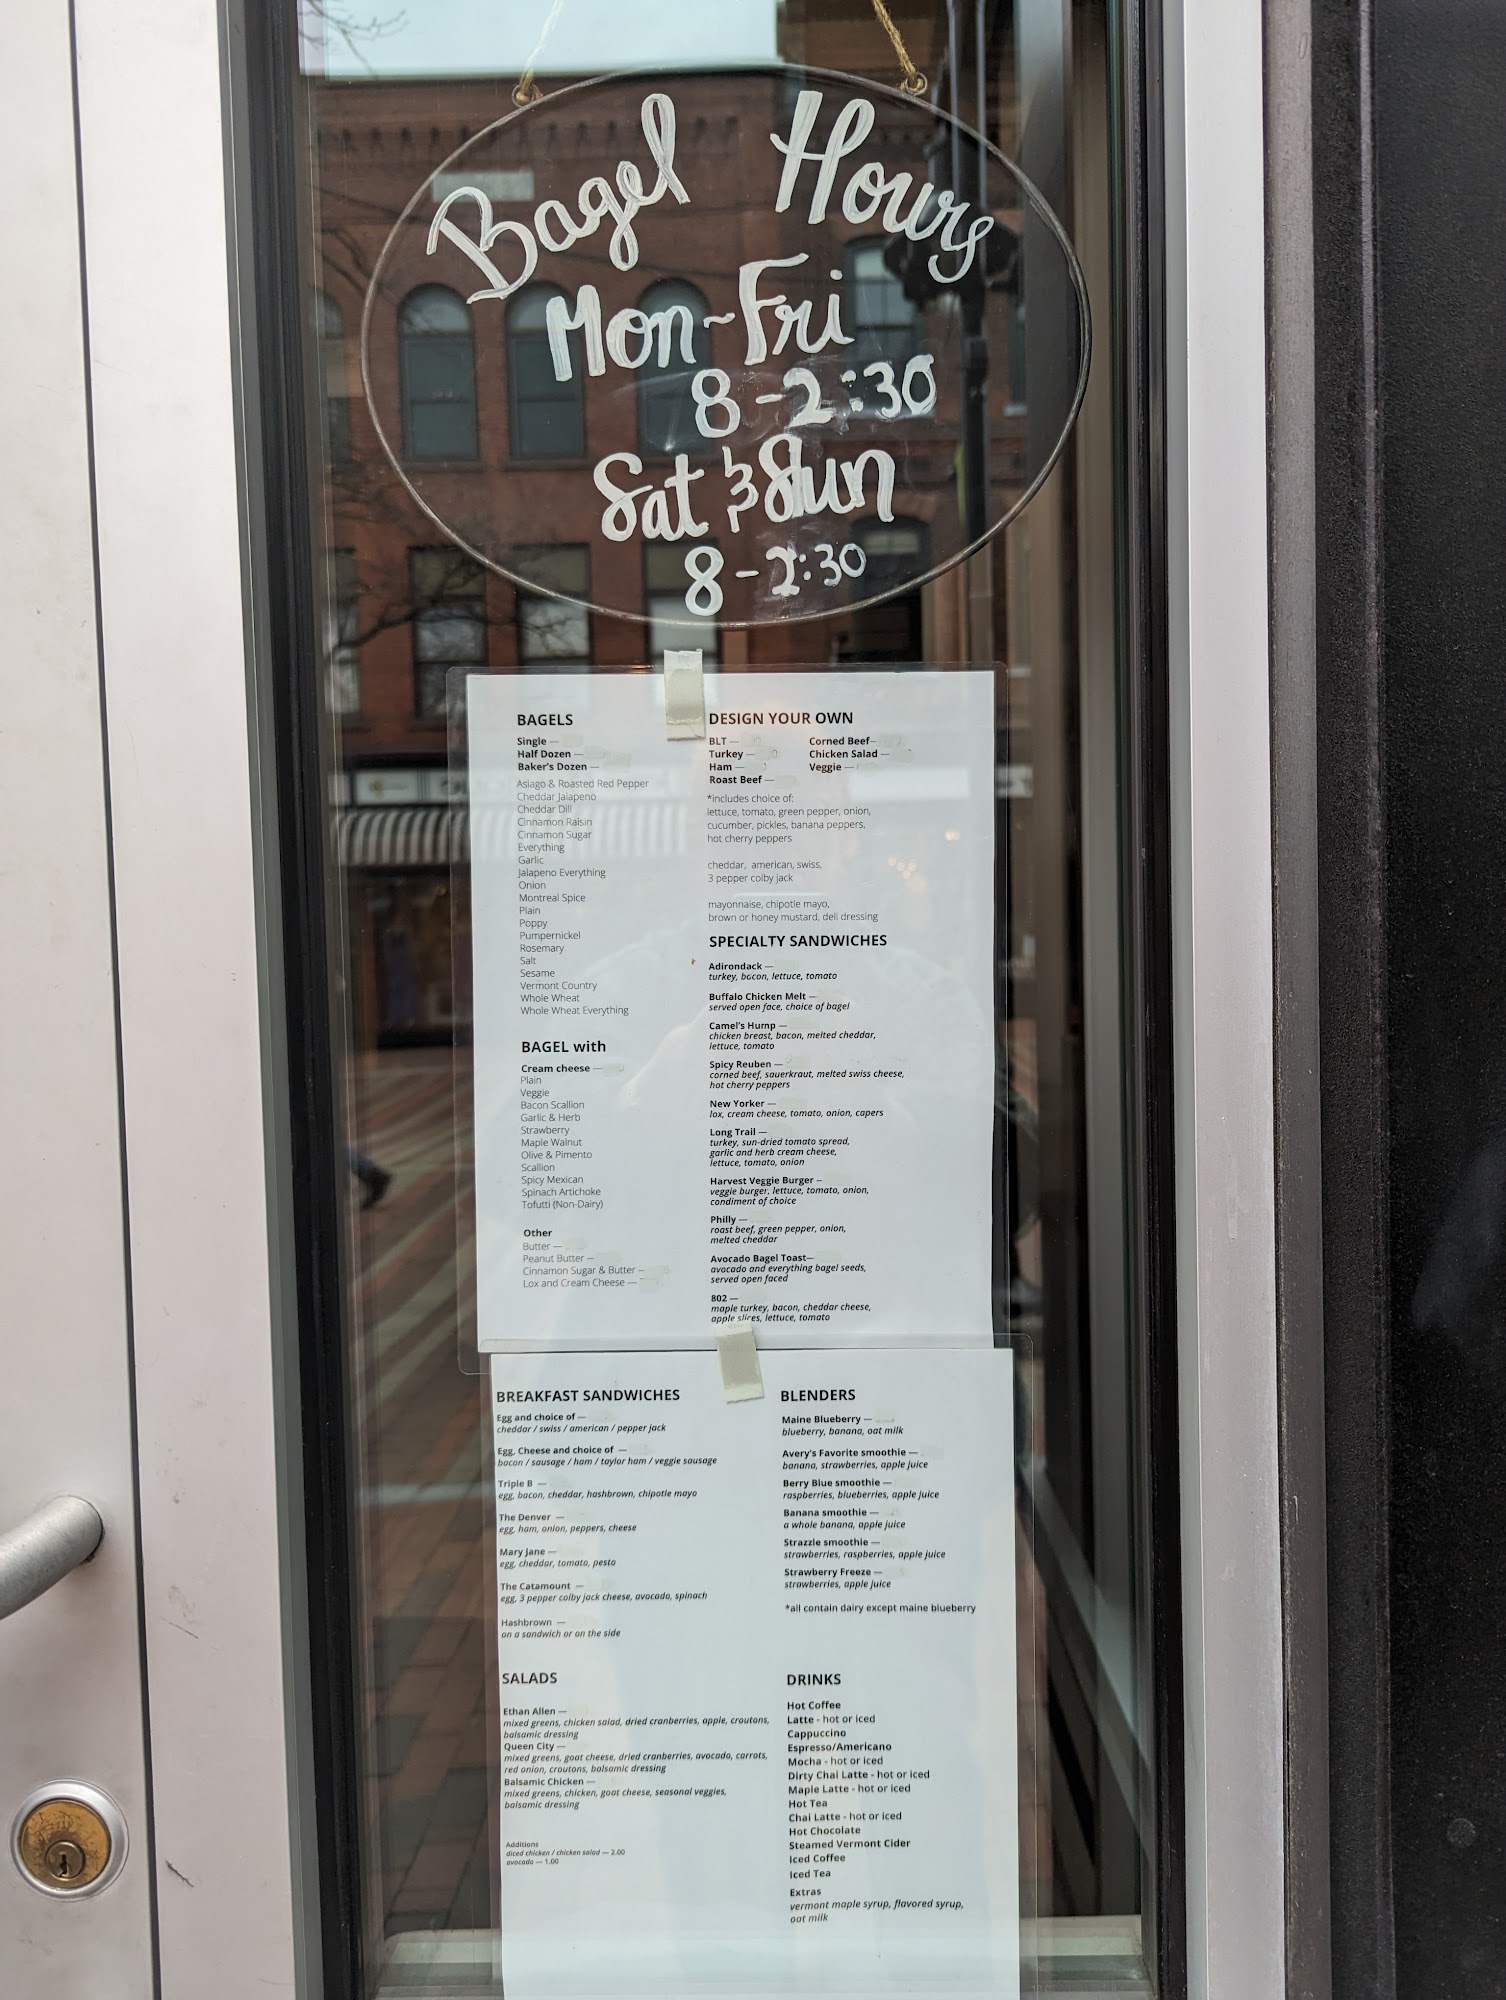 Bagel Hours
Mon-Fri
8-2:30
Sat & Sun
8-2:30
BAGELS
Single —
Half Dozen —
Baker's Dozen —
Asiago & Roasted Red Pepper
Cheddar Jalapeno
Cheddar Dill
Cinnamon Raisin
Cinnamon Sugar
Everything
Garlic
Jalapeno Everything
Onion
Montreal Spice
Plain
Poppy
Pumpernickel
Rosemary
Salt
Sesame
Vermont Country
Whole Wheat
Whole Wheat Everything
BAGEL with
Cream cheese —
Plain
Veggie
Bacon Scallion
Garlic & Herb
Strawberry
Maple Walnut
Olive & Pimento
Scallion
Spicy Mexican
Spinach Artichoke
Tofutti (Non-Dairy)
Other
Butter —
Peanut Butter —
Cinnamon Sugar & Butter —
Lox and Cream Cheese —
DESIGN YOUR OWN
BLT —
Turkey —
Ham —
Roast Beef —
Corned Beef—
Chicken Salad —
Veggie —
*includes choice of:
lettuce, tomato, green pepper, onion,
cucumber, pickles, banana peppers,
hot cherry peppers
cheddar, american, swiss,
3 pepper colby jack
mayonnaise, chipotle mayo,
brown or honey mustard, deli dressing
SPECIALTY SANDWICHES
Adirondack —
turkey, bacon, lettuce, tomato
Buffalo Chicken Melt —
served open face, choice of bagel
Camel's Hump —
chicken breast, bacon, melted cheddar,
lettuce, tomato
Spicy Reuben —
corned beef, sauerkraut, melted swiss cheese,
hot cherry peppers
New Yorker —
lox, cream cheese, tomato, onion, capers
Long Trail —
turkey, sun-dried tomato spread,
garlic and herb cream cheese,
lettuce, tomato, onion
Harvest Veggie Burger –
veggie burger, lettuce, tomato, onion,
condiment of choice
Philly —
roast beef, green pepper, onion,
melted cheddar
Avocado Bagel Toast—
avocado and everything bagel seeds,
served open faced
802 —
maple turkey, bacon, cheddar cheese,
apple slices, lettuce, tomato
BREAKFAST SANDWICHES
Egg and choice of —
cheddar / swiss / american / pepper jack
Egg, Cheese and choice of —
bacon / sausage / ham / taylor ham / veggie sausage
Triple B —
egg, bacon, cheddar, hashbrown, chipotle mayo
The Denver —
egg, ham, onion, peppers, cheese
Mary Jane —
egg, cheddar, tomato, pesto
The Catamount —
egg, 3 pepper colby jack cheese, avocado, spinach
Hashbrown —
on a sandwich or on the side
SALADS
Ethan Allen —
mixed greens, chicken salad, dried cranberries, apple, croutons,
balsamic dressing
Queen City —
mixed greens, goat cheese, dried cranberries, avocado, carrots,
red onion, croutons, balsamic dressing
Balsamic Chicken —
mixed greens, chicken, goat cheese, seasonal veggies,
balsamic dressing
Additions
diced chicken / chicken salad — 2.00
avocado — 1.00
BLENDERS
Maine Blueberry —
blueberry, banana, oat milk
Avery's Favorite smoothie —
banana, strawberries, apple juice
Berry Blue smoothie —
raspberries, blueberries, apple juice
Banana smoothie —
a whole banana, apple juice
Strazzle smoothie —
strawberries, raspberries, apple juice
Strawberry Freeze —
strawberries, apple juice
*all contain dairy except maine blueberry
DRINKS
Hot Coffee
Latte - hot or iced
Cappuccino
Espresso/Americano
Mocha - hot or iced
Dirty Chai Latte - hot or iced
Maple Latte - hot or iced
Hot Tea
Chai Latte - hot or iced
Hot Chocolate
Steamed Vermont Cider
Iced Coffee
Iced Tea
Extras
vermont maple syrup, flavored syrup,
oat milk